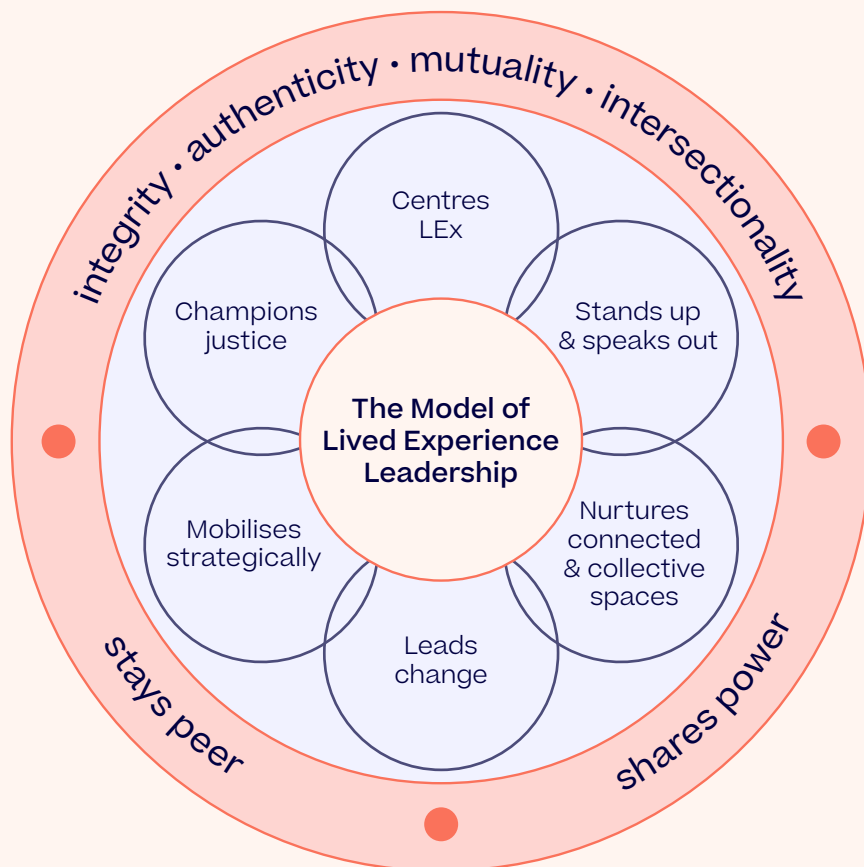 integrity · authenticity · mutuality · intersectionality
Centres
LEx
Champions
justice
Stands up
& speaks out
The Model of
Lived Experience
Leadership
Mobilises
strategically
Nurtures
connected
& collective
spaces
Leads
change
stays peer
shares power